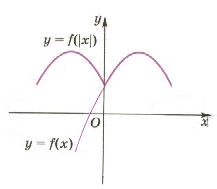 y
y = f(|x|)
O
x
y = f(x)